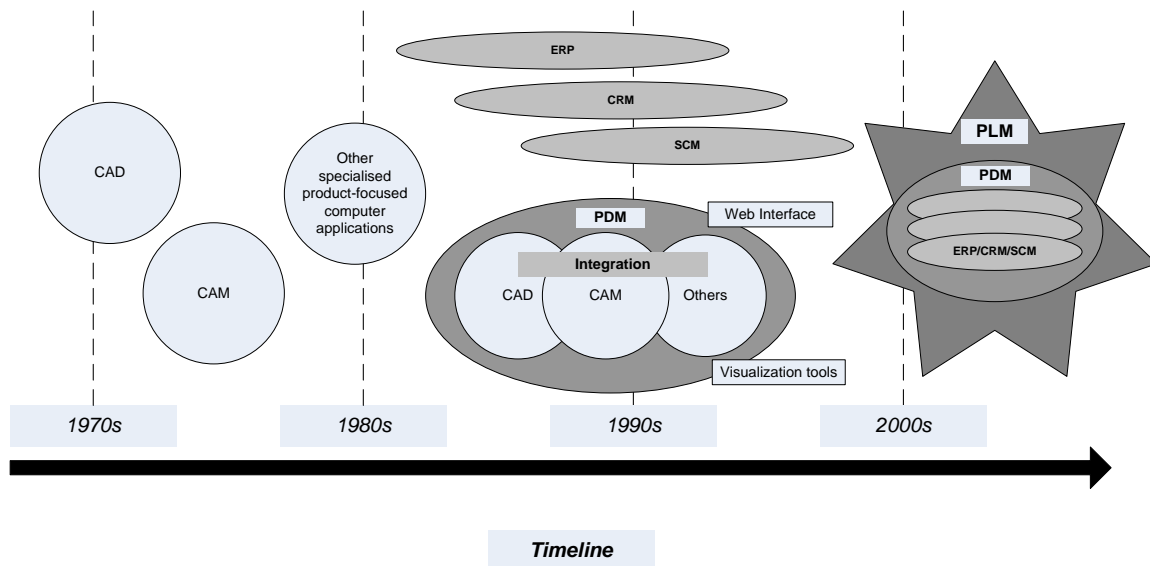 ERP
CRM
SCM
CAD
CAM
Other
specialised
product-focused
computer
applications
PDM
Web Interface
Integration
CAD
CAM
Others
Visualization tools
PLM
PDM
ERP/CRM/SCM
1970s
1980s
1990s
2000s
Timeline